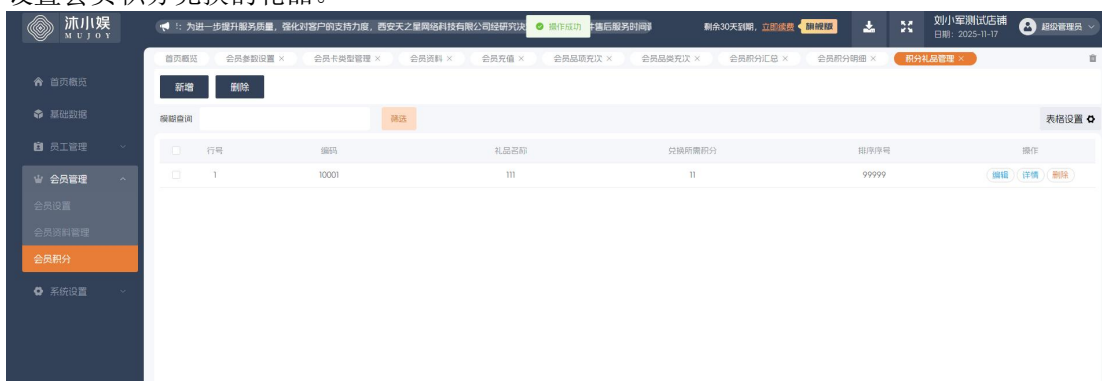 设置会员积分兑换的礼品。
沐小娱
MUJOY
!：为进一步提升服务质量，强化对客户的支持力度，西安天之星网络科技有限公司经研究决
操作成功
售后服务时间
剩余30天到期，立即续费
旗舰版
刘小军测试店铺
日期：2025-11-17
超级管理员
首页概览
会员参数设置 ×
会员卡类型管理 ×
会员资料 ×
会员充值 ×
会员品项充次 ×
会员品类充次 ×
会员积分汇总 ×
会员积分明细 ×
积分礼品管理 ×
首页概览
基础数据
员工管理
会员管理
会员设置
会员资料管理
会员积分
系统设置
新增
删除
模糊查询
筛选
表格设置
行号 编码 礼品名称 兑换所需积分 排序序号 操作
1 10001 111 11 99999 编辑 详情 删除